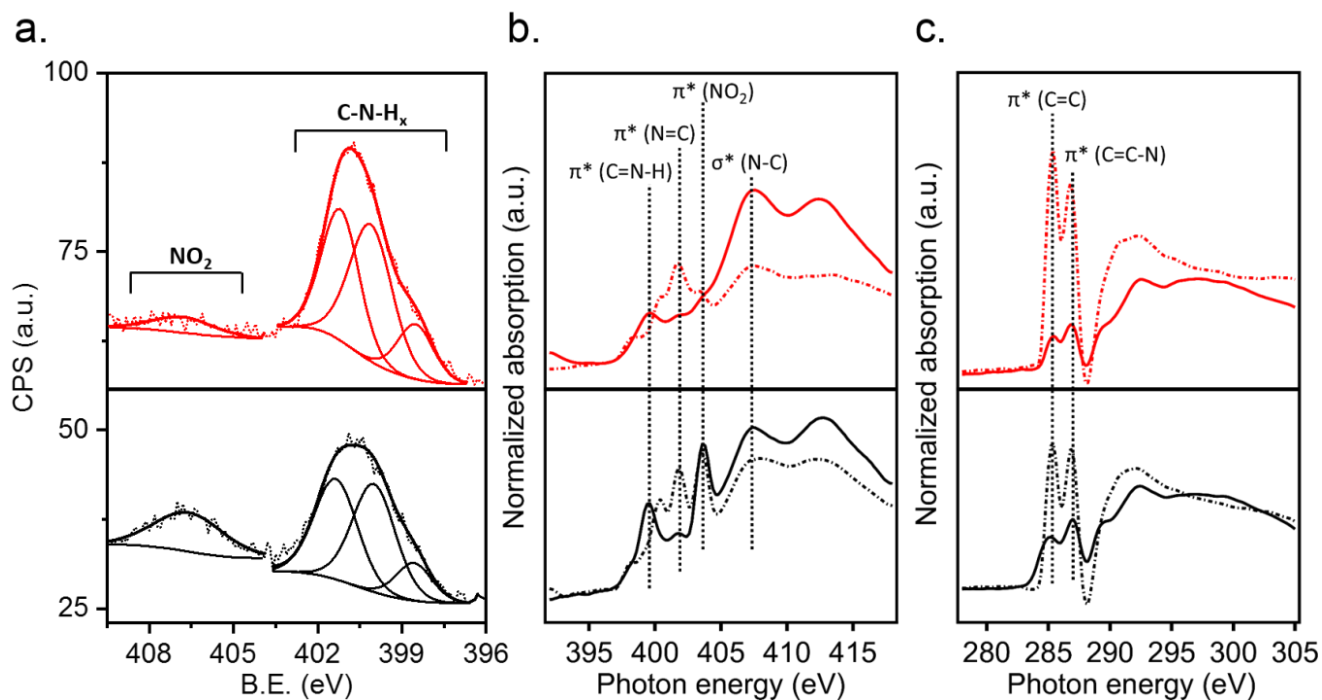 a.
100
75
50
25
CPS (a.u.)
C-N-Hx
NO2
408 405 402 399 396
B.E. (eV)
b.
Normalized absorption (a.u.)
π* (NO2)
π* (N=C)
π* (C=N-H)
σ* (N-C)
395 400 405 410 415
Photon energy (eV)
c.
Normalized absorption (a.u.)
π* (C=C)
π* (C=C-N)
280 285 290 295 300 305
Photon energy (eV)